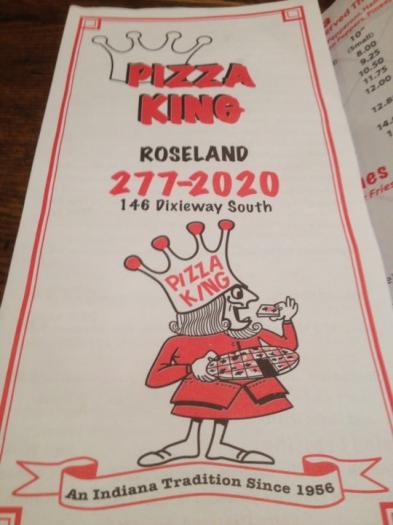 PIZZA
KING
ROSELAND
277-2020
146 Dixieway South
PIZZA
KING
An Indiana Tradition Since 1956
10"
(Small)
8.00
9.25
10.50
11.75
12.00